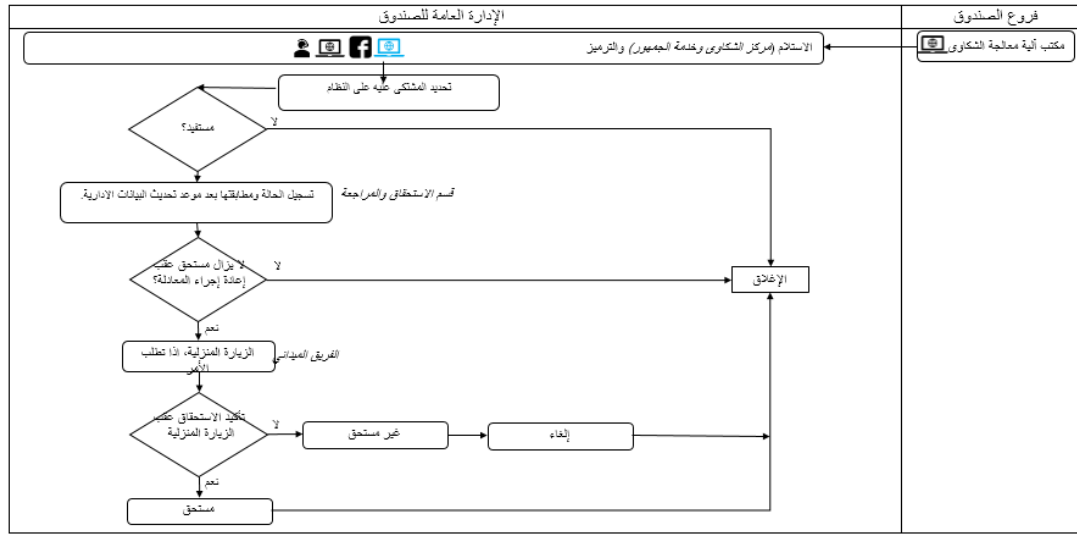 فروع الصندوق
الإدارة العامة للصندوق
مكتب آلية معالجة الشكاوى
الاستلام (مركز الشكاوى وخدمة الجمهور) والترميز
تحديد المشتكى عليه على النظام
مستفيد؟
لا
تسجيل الحالة ومطابقتها بعد موعد تحديث البيانات الادارية.
قسم الاستحقاق والمراجعة
لا يزال مستحق عقب
إعادة إجراء المعادلة؟
لا
الإغلاق
نعم
الزيارة المنزلية، اذا تطلب
الأمر
الفريق الميداني
تأكيد الاستحقاق عقب
الزيارة المنزلية
لا
غير مستحق
إلغاء
نعم
مستحق